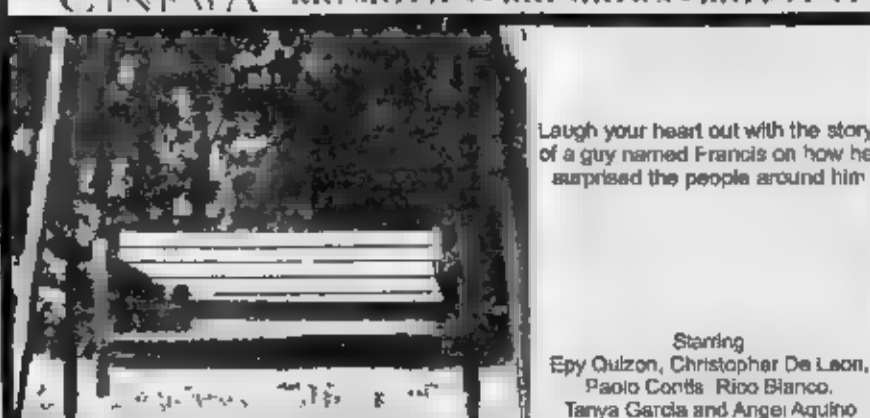 Laugh your heart out with the story
of a guy named Francis on how he
surprised the people around him
Starring
Epy Quizon, Christopher De Leon,
Paolo Contis Rico Blanco,
Tanya Garcia and Angel Aquino